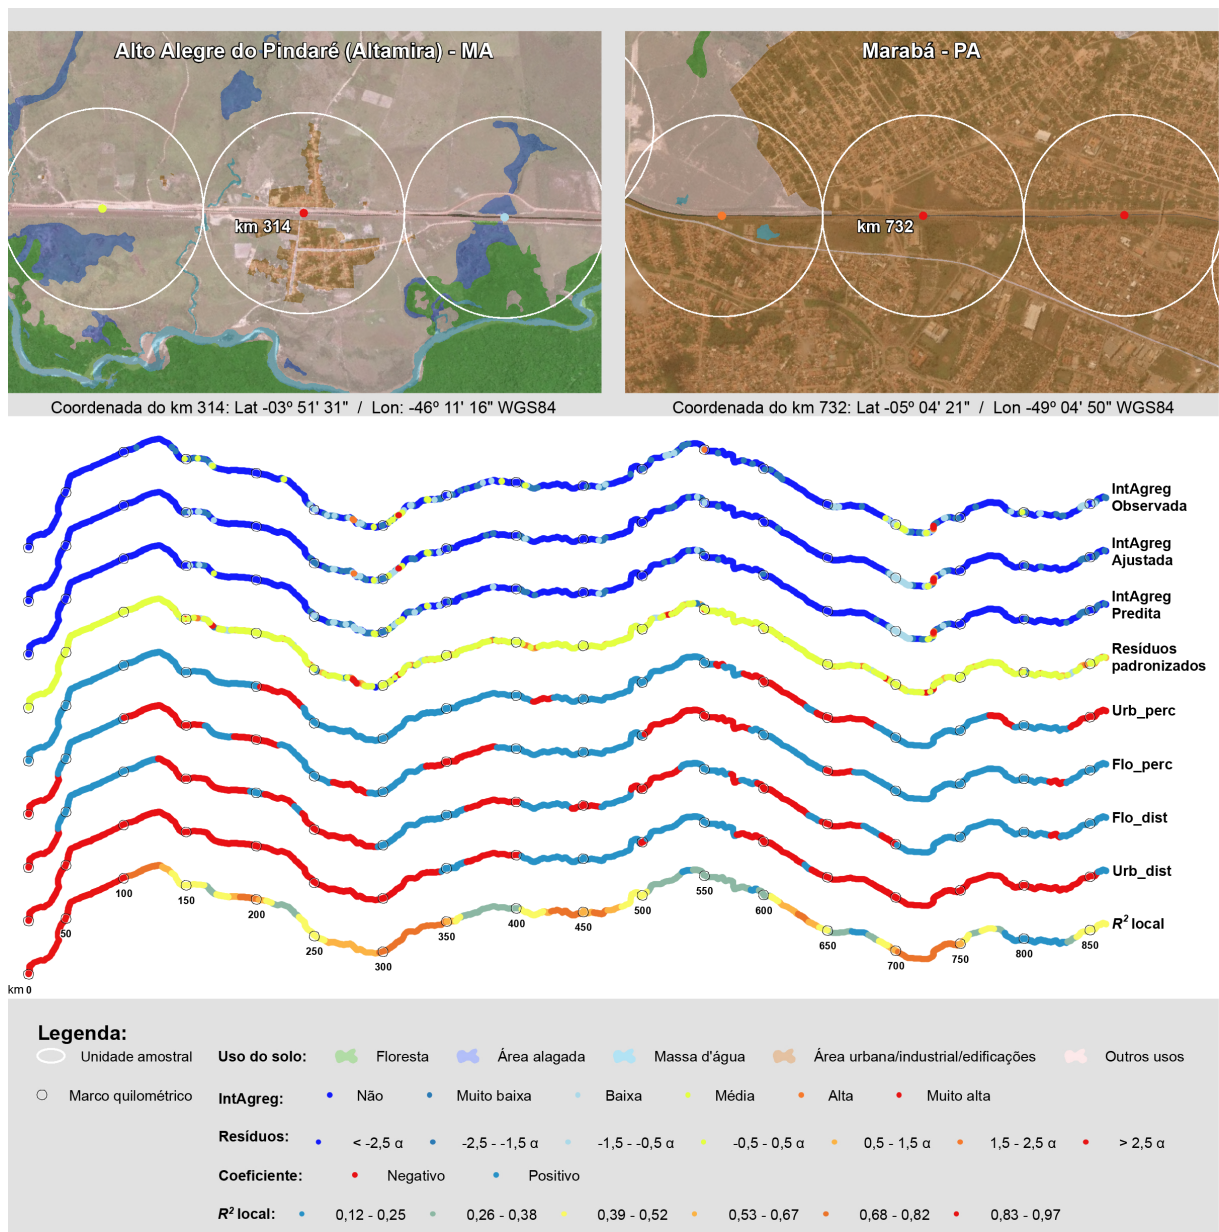 Alto Alegre do Pindaré (Altamira) - MA
Marabá - PA
km 314
km 732
Coordenada do km 314: Lat -03º 51' 31" / Lon: -46º 11' 16" WGS84
Coordenada do km 732: Lat -05º 04' 21" / Lon -49º 04' 50" WGS84
IntAgreg
Observada
IntAgreg
Ajustada
IntAgreg
Predita
Resíduos
padronizados
Urb_perc
Flo_perc
Flo_dist
Urb_dist
R² local
km 0
50
100
150
200
250
300
350
400
450
500
550
600
650
700
750
800
850
Legenda:
Unidade amostral
Uso do solo: Floresta Área alagada Massa d'água Área urbana/industrial/edificações Outros usos
Marco quilométrico
IntAgreg: Não Muito baixa Baixa Média Alta Muito alta
Resíduos: < -2,5 α -2,5 - -1,5 α -1,5 - -0,5 α -0,5 - 0,5 α 0,5 - 1,5 α 1,5 - 2,5 α > 2,5 α
Coeficiente: Negativo Positivo
R² local: 0,12 - 0,25 0,26 - 0,38 0,39 - 0,52 0,53 - 0,67 0,68 - 0,82 0,83 - 0,97